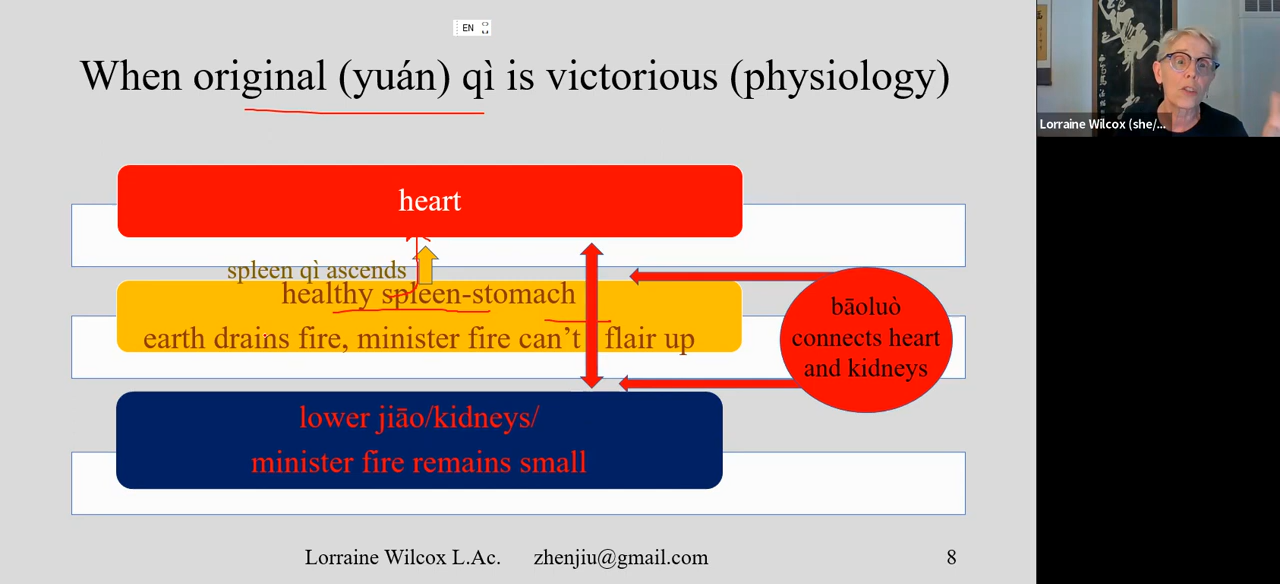 EN
When original (yuán) qì is victorious (physiology)
Lorraine Wilcox (she/...
heart
spleen qì ascends
healthy spleen-stomach
earth drains fire, minister fire can't flair up
bāoluò
connects heart
and kidneys
lower jiāo/kidneys/
minister fire remains small
Lorraine Wilcox L.Ac. zhenjiu@gmail.com 8